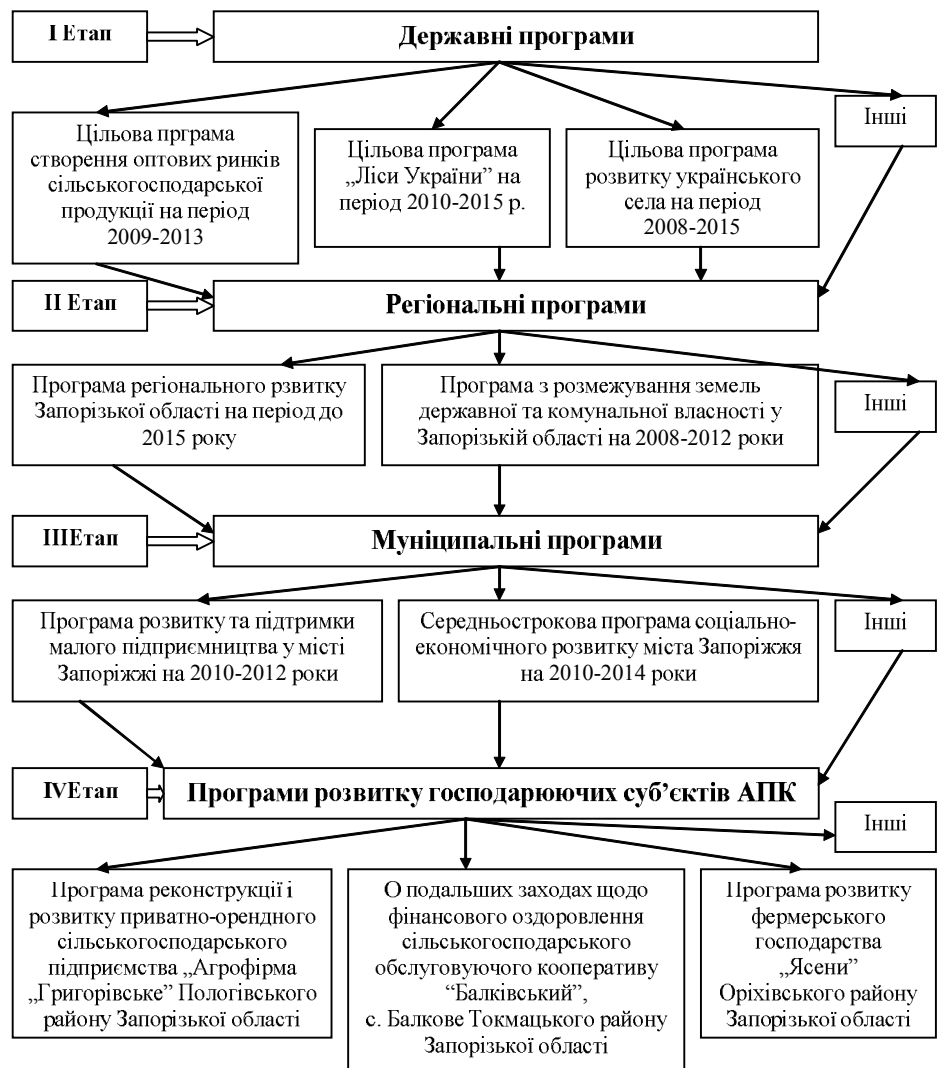 І Етап
Державні програми
Цільова прграма
створення оптових ринків
сільськогосподарської
продукції на період
2009-2013
Цільова програма
„Ліси України” на
період 2010-2015 р.
Цільова програма
розвитку українського
села на період
2008-2015
Інші
ІІ Етап
Регіональні програми
Програма регіонального рзвитку
Запорізької області на період до
2015 року
Програма з розмежування земель
державної та комунальної власності у
Запорізькій області на 2008-2012 роки
Інші
ІІІЕтап
Муніципальні програми
Програма розвитку та підтримки
малого підприємництва у місті
Запоріжжі на 2010-2012 роки
Середньострокова програма соціально-
економічного розвитку міста Запоріжжя
на 2010-2014 роки
Інші
ІVЕтап
Програми розвитку господарюючих суб’єктів АПК
Інші
Програма реконструкції і
розвитку приватно-орендного
сільськогосподарського
підприємства „Агрофірма
„Григорівське” Пологівського
району Запорізької області
О подальших заходах щодо
фінансового оздоровлення
сільськогосподарського
обслуговуючого кооперативу
“Балківський”,
с. Балкове Токмацького району
Запорізької області
Програма розвитку
фермерського
господарства
„Ясени”
Оріхівського району
Запорізької області